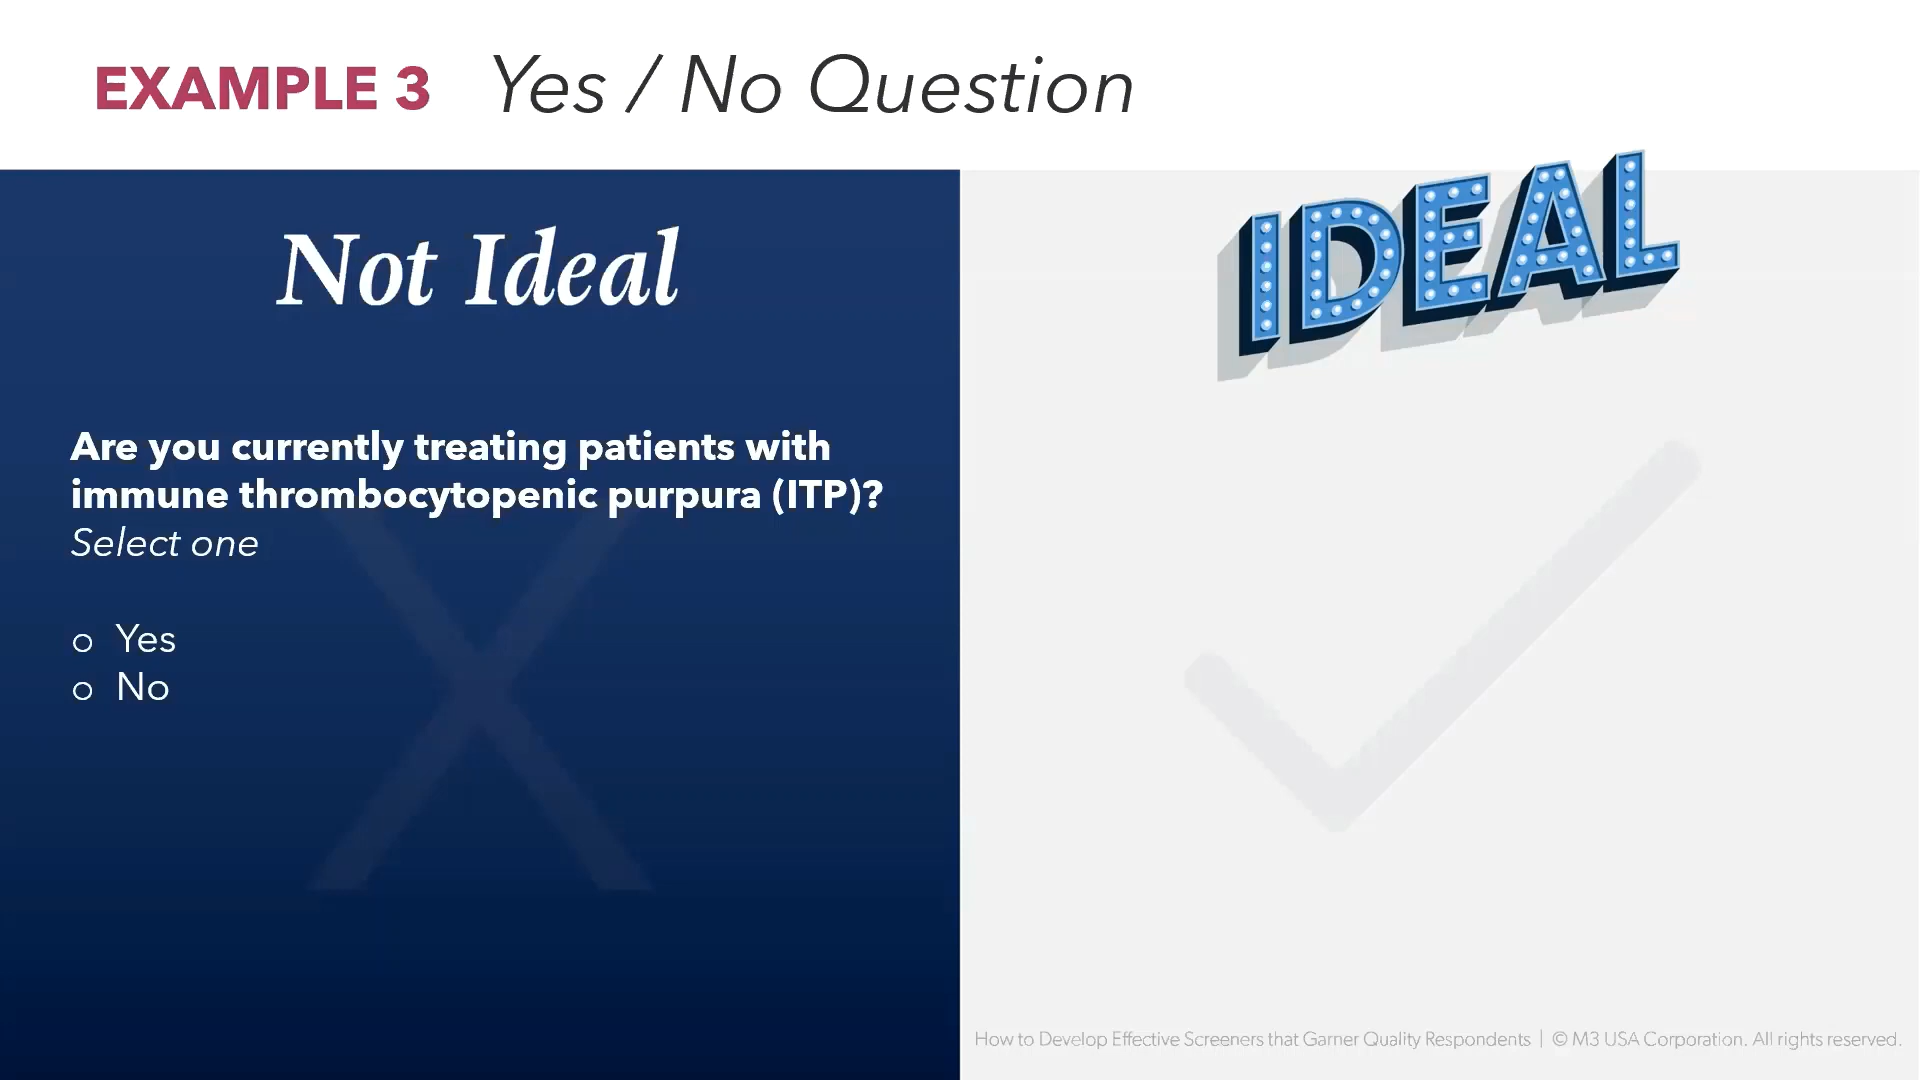 EXAMPLE 3 Yes / No Question
Not Ideal
Are you currently treating patients with
immune thrombocytopenic purpura (ITP)?
Select one
o Yes
o No
IDEAL
How to Develop Effective Screeners that Garner Quality Respondents | © M3 USA Corporation. All rights reserved.